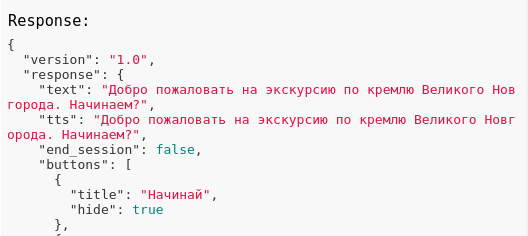 Response:
{
  "version": "1.0",
  "response": {
    "text": "Добро пожаловать на экскурсию по кремлю Великого Нов
города. Начинаем?",
    "tts": "Добро пожаловать на экскурсию по кремлю Великого Новг
орода. Начинаем?",
    "end_session": false,
    "buttons": [
      {
        "title": "Начинай",
        "hide": true
      },